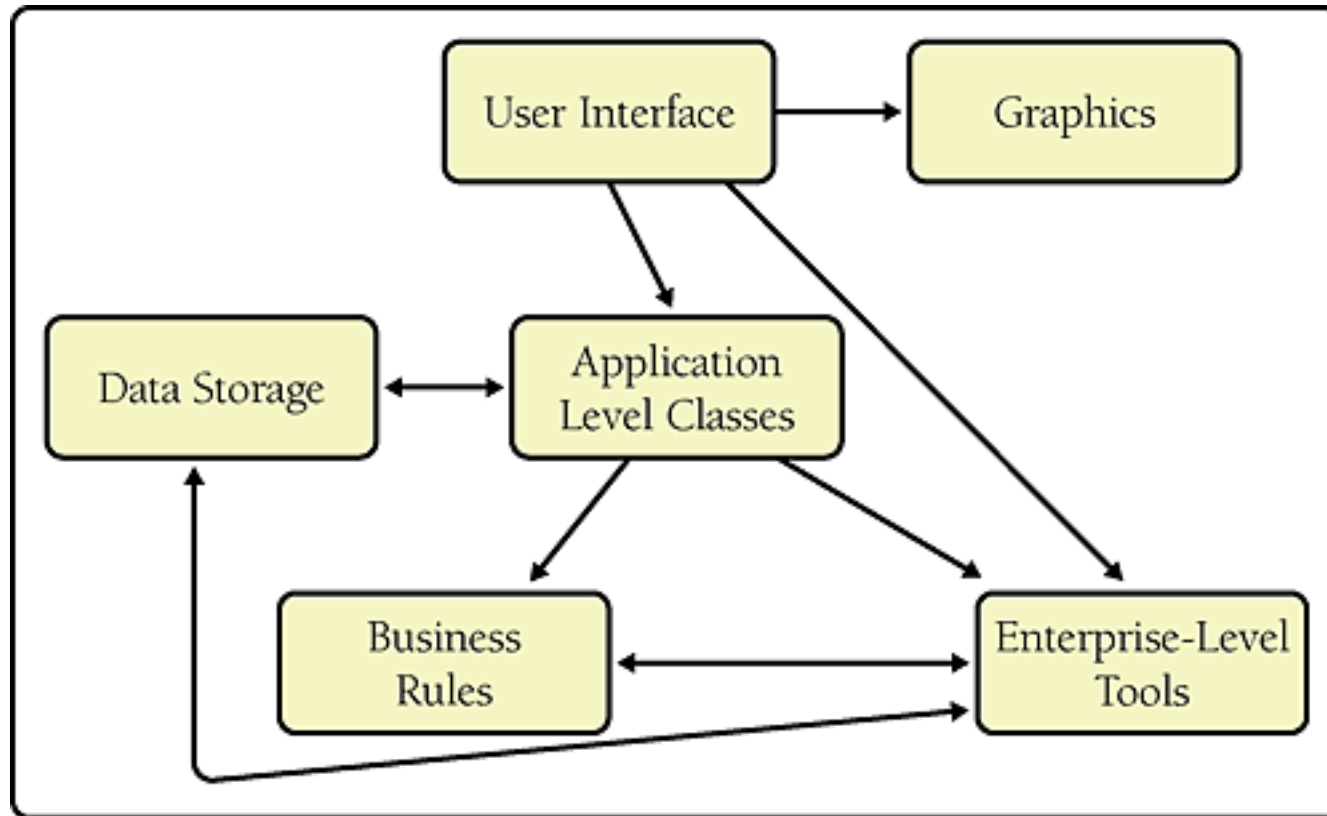 User Interface
Graphics
Data Storage
Application
Level Classes
Business
Rules
Enterprise-Level
Tools